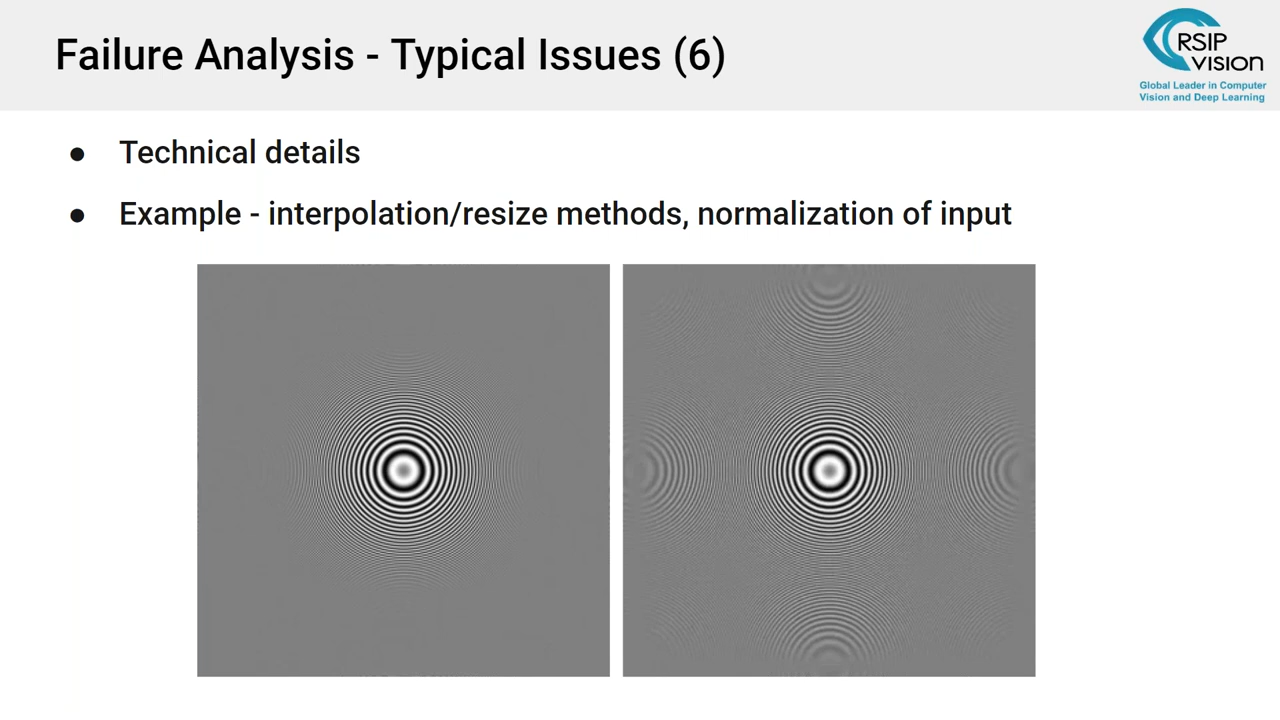 Failure Analysis - Typical Issues (6)
RSIP
VISION
Global Leader in Computer
Vision and Deep Learning
● Technical details
● Example - interpolation/resize methods, normalization of input